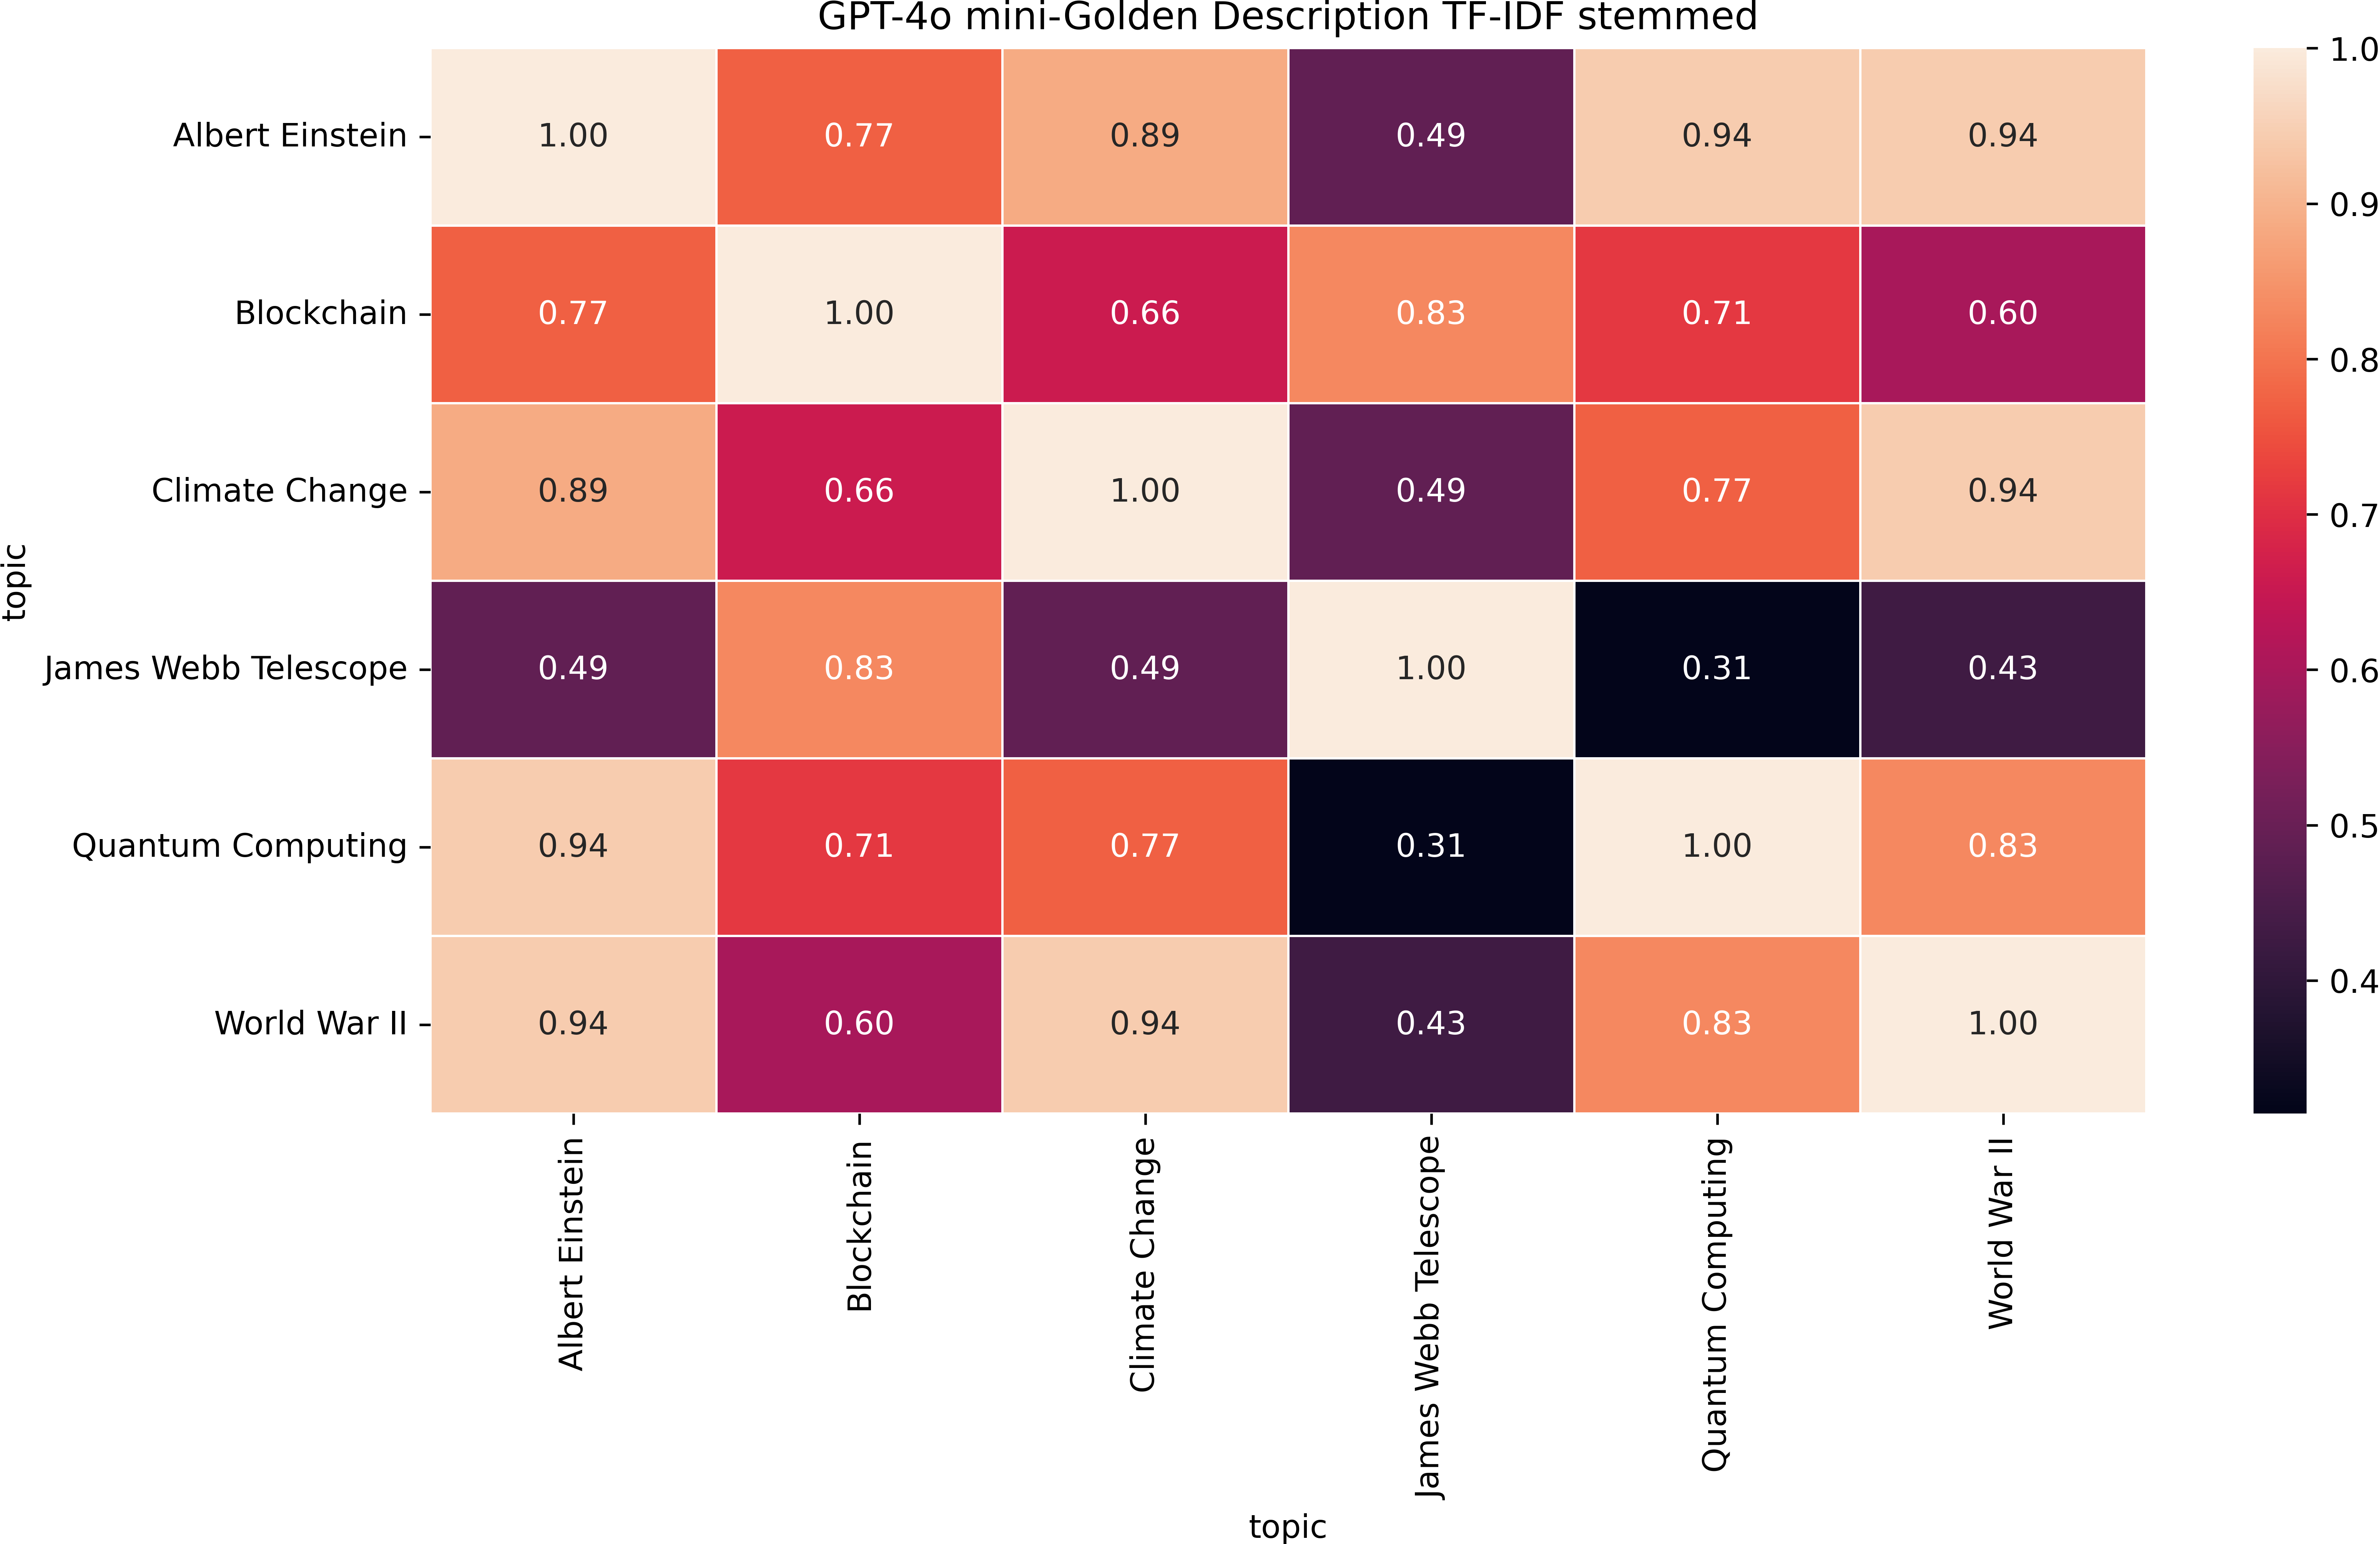 GPT-4o mini-Golden Description TF-IDF stemmed
Albert Einstein 1.00 0.77 0.89 0.49 0.94 0.94
Blockchain 0.77 1.00 0.66 0.83 0.71 0.60
Climate Change 0.89 0.66 1.00 0.49 0.77 0.94
James Webb Telescope 0.49 0.83 0.49 1.00 0.31 0.43
Quantum Computing 0.94 0.71 0.77 0.31 1.00 0.83
World War II 0.94 0.60 0.94 0.43 0.83 1.00
topic
Albert Einstein
Blockchain
Climate Change
James Webb Telescope
Quantum Computing
World War II
topic
1.0
0.9
0.8
0.7
0.6
0.5
0.4